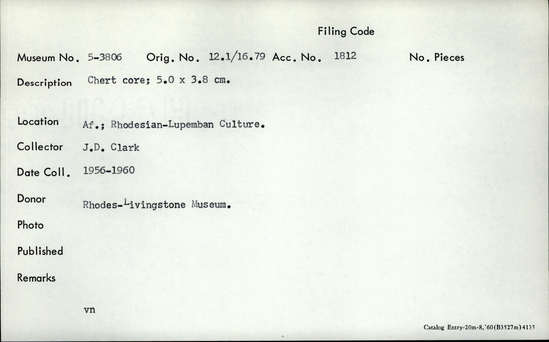 Filing Code
Museum No. 5-3806 Orig. No. 12.1/16.79 Acc. No. 1812 No. Pieces
Description Chert core; 5.0 x 3.8 cm.
Location Af.; Rhodesian-Lupemban Culture.
Collector J.D. Clark
Date Coll. 1956-1960
Donor Rhodes-Livingstone Museum.
Photo
Published
Remarks
vn
Catalog Entry-20m-8,'60(B3527m)4135